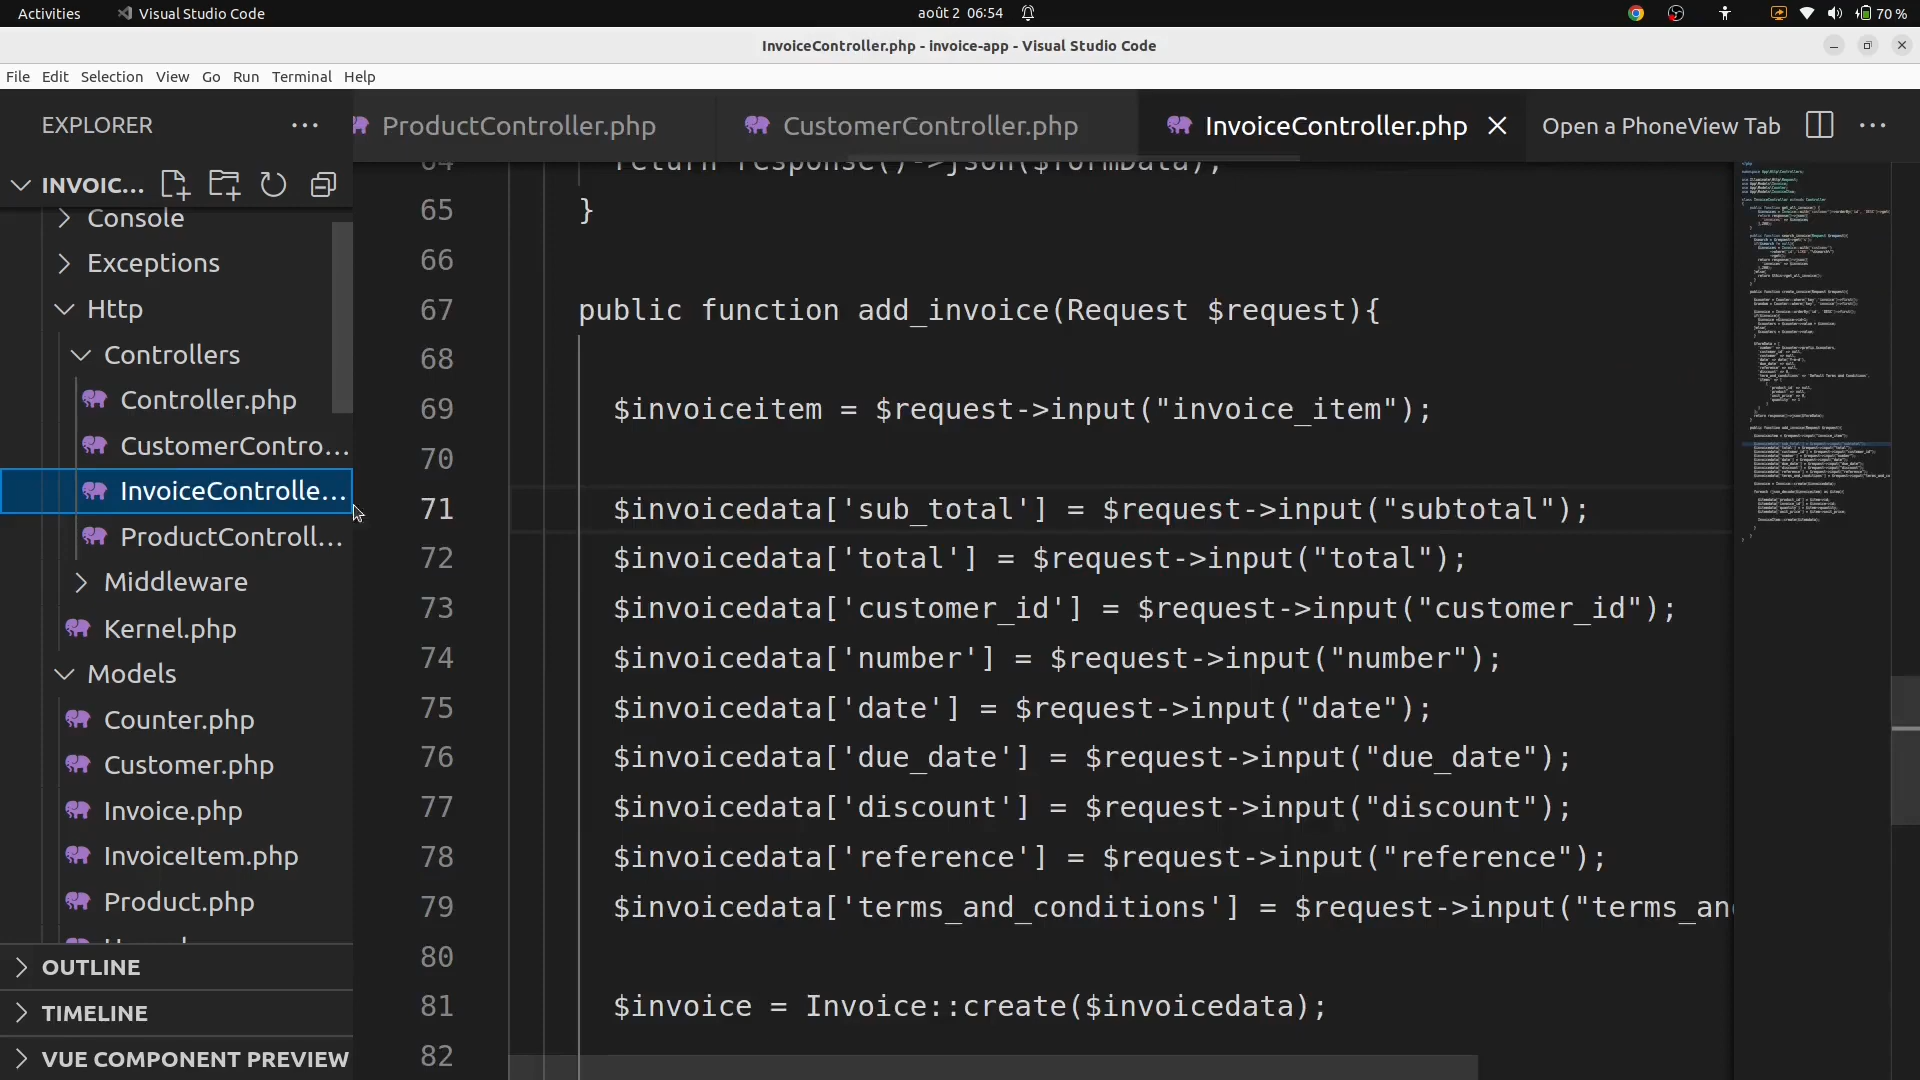 Activities
Visual Studio Code
août 2 06:54
70 %
InvoiceController.php - invoice-app - Visual Studio Code
File Edit Selection View Go Run Terminal Help
EXPLORER
ProductController.php
CustomerController.php
InvoiceController.php
Open a PhoneView Tab
INVOIC...
Console
Exceptions
Http
Controllers
Controller.php
CustomerContro...
InvoiceControlle...
ProductControll...
Middleware
Kernel.php
Models
Counter.php
Customer.php
Invoice.php
InvoiceItem.php
Product.php
OUTLINE
TIMELINE
VUE COMPONENT PREVIEW
64 return response()->json($formData);
65 }
66
67 public function add_invoice(Request $request){
68
69 $invoiceitem = $request->input("invoice_item");
70
71 $invoicedata['sub_total'] = $request->input("subtotal");
72 $invoicedata['total'] = $request->input("total");
73 $invoicedata['customer_id'] = $request->input("customer_id");
74 $invoicedata['number'] = $request->input("number");
75 $invoicedata['date'] = $request->input("date");
76 $invoicedata['due_date'] = $request->input("due_date");
77 $invoicedata['discount'] = $request->input("discount");
78 $invoicedata['reference'] = $request->input("reference");
79 $invoicedata['terms_and_conditions'] = $request->input("terms_an
80
81 $invoice = Invoice::create($invoicedata);
82